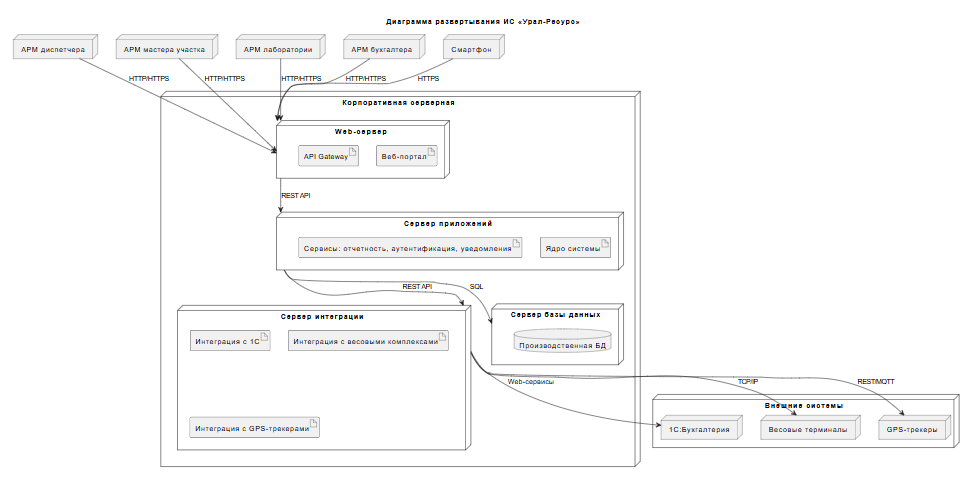 Диаграмма развертывания ИС «Урал-Ресурс»
АРМ диспетчера
АРМ мастера участка
АРМ лаборатории
АРМ бухгалтера
Смартфон
HTTP/HTTPS
HTTP/HTTPS
HTTP/HTTPS
HTTP/HTTPS
HTTPS
Корпоративная серверная
Web-сервер
API Gateway
Веб-портал
REST API
Сервер приложений
Сервисы: отчетность, аутентификация, уведомления
Ядро системы
REST API
SQL
Сервер интеграции
Интеграция с 1С
Интеграция с весовыми комплексами
Интеграция с GPS-трекерами
Сервер базы данных
Производственная БД
Web-сервисы
TCP/IP
REST/MQTT
Внешние системы
1С:Бухгалтерия
Весовые терминалы
GPS-трекеры